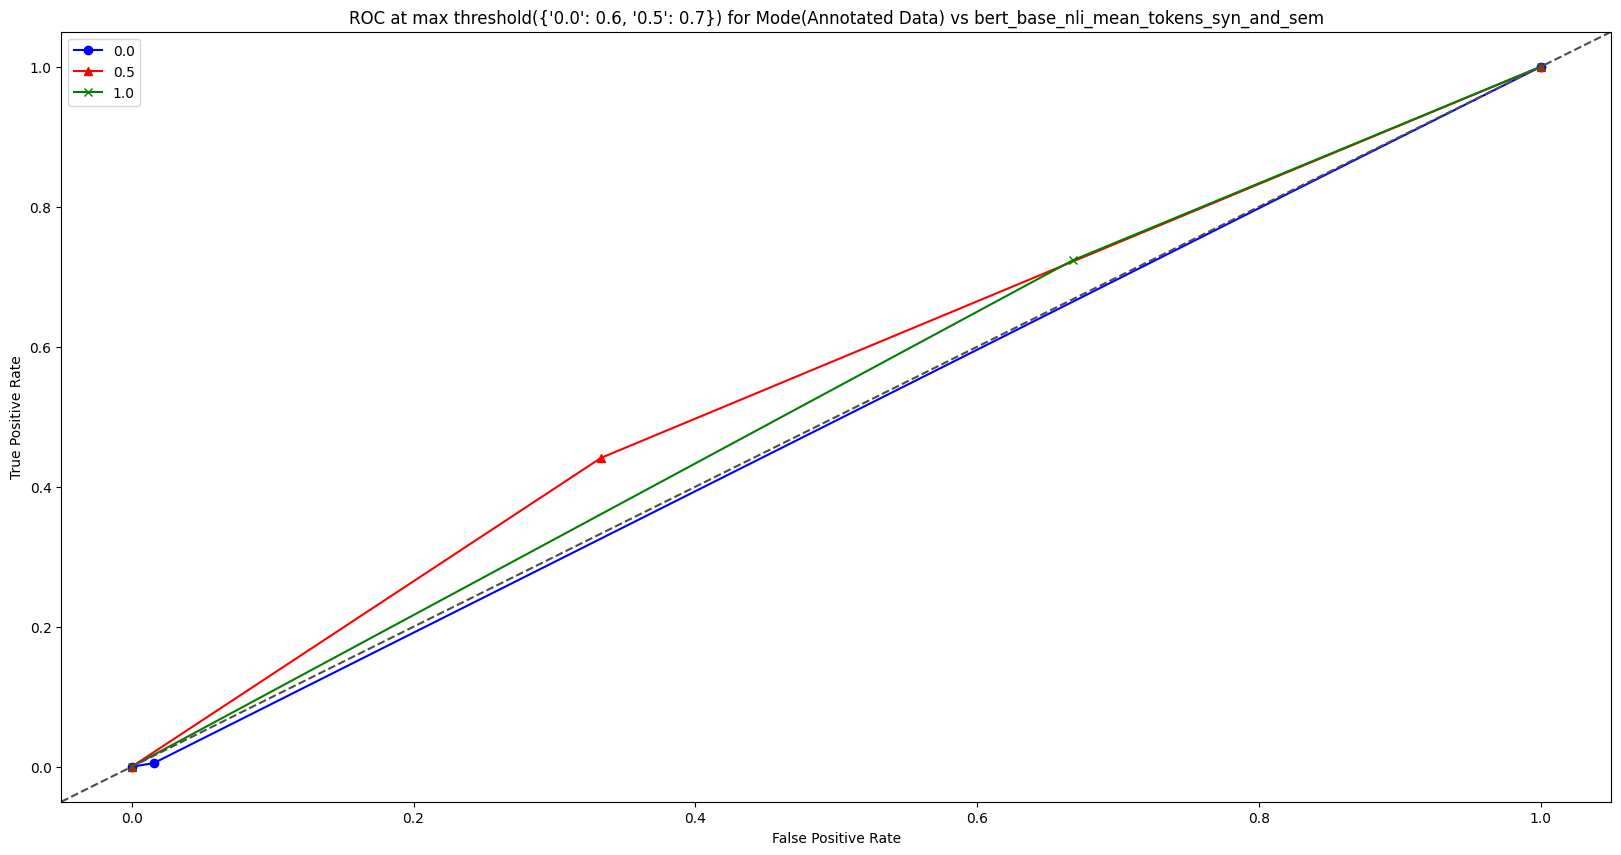 ROC at max threshold({'0.0': 0.6, '0.5': 0.7}) for Mode(Annotated Data) vs bert_base_nli_mean_tokens_syn_and_sem
0.0
0.5
1.0
True Positive Rate
1.0
0.8
0.6
0.4
0.2
0.0
0.0 0.2 0.4 0.6 0.8 1.0
False Positive Rate